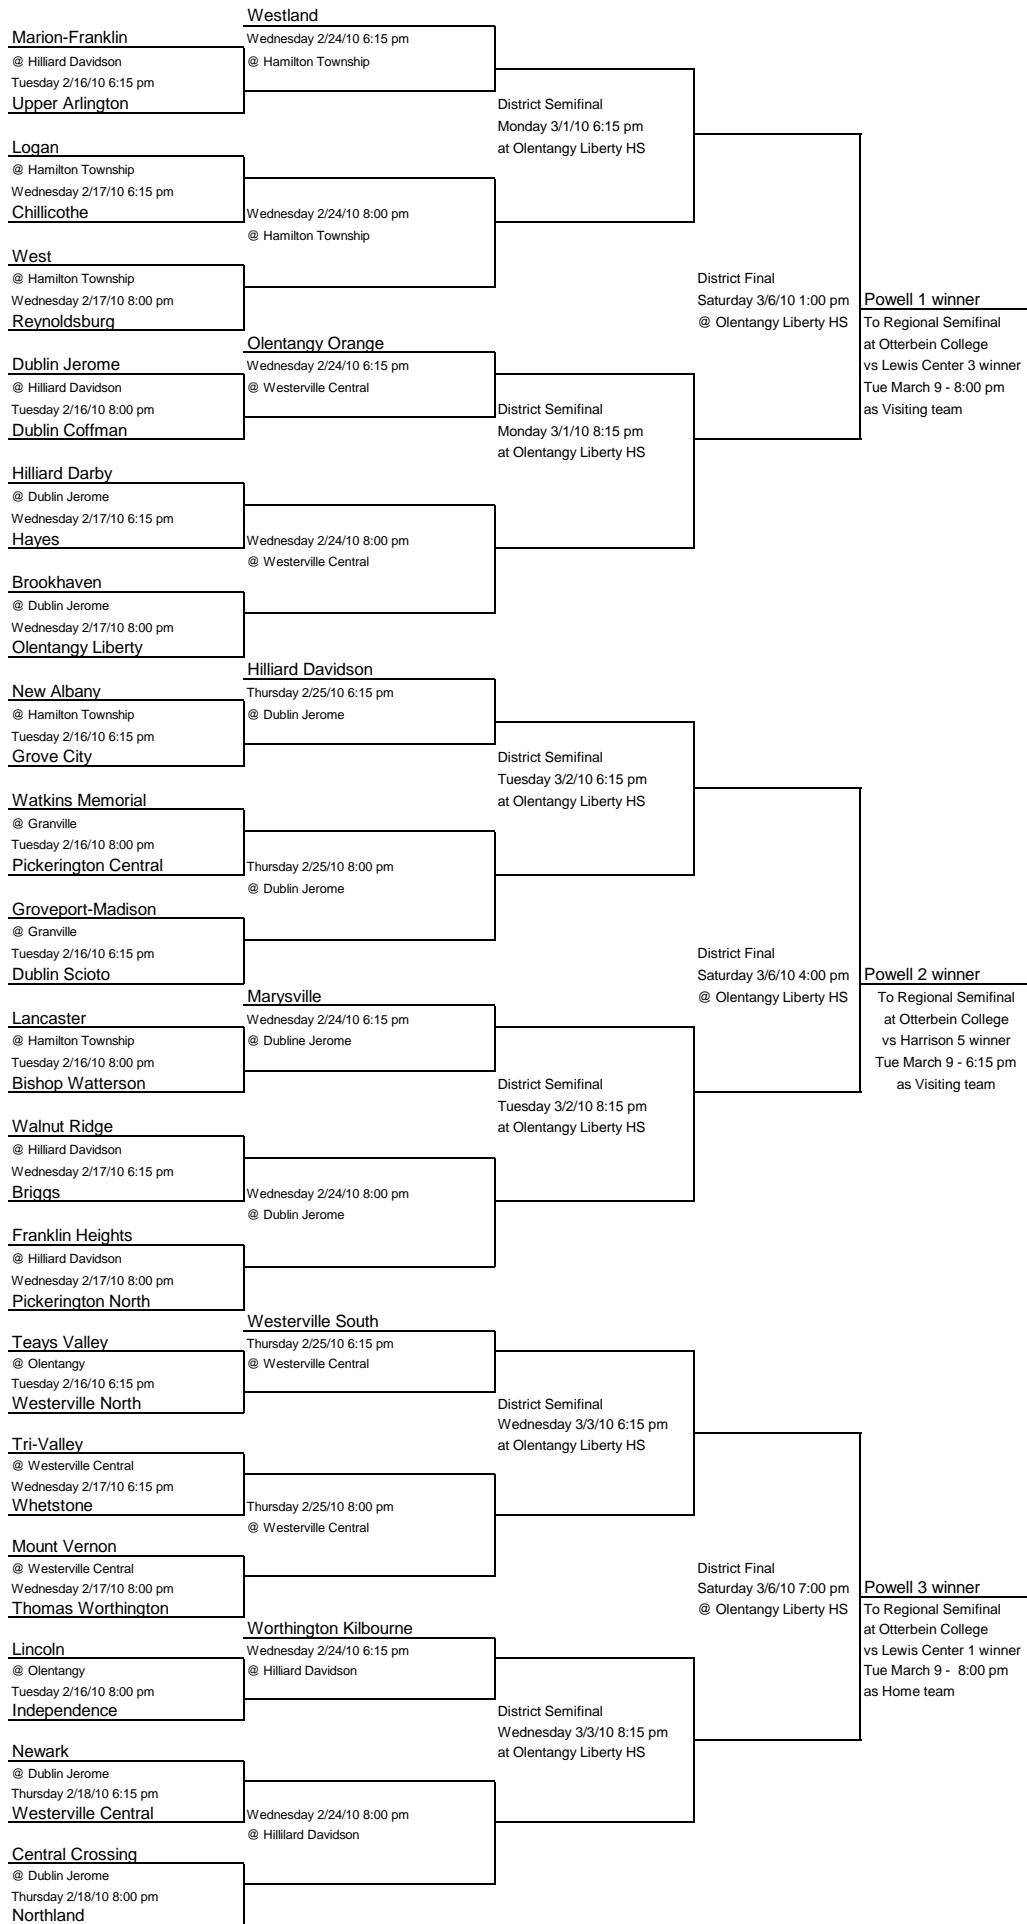 Westland
Marion-Franklin
Wednesday 2/24/10 6:15 pm
@ Hilliard Davidson
@ Hamilton Township
Tuesday 2/16/10 6:15 pm
Upper Arlington
District Semifinal
Monday 3/1/10 6:15 pm
Logan
at Olentangy Liberty HS
@ Hamilton Township
Wednesday 2/17/10 6:15 pm
Chillicothe
Wednesday 2/24/10 8:00 pm
@ Hamilton Township
West
@ Hamilton Township
District Final
Wednesday 2/17/10 8:00 pm
Saturday 3/6/10 1:00 pm
Powell 1 winner
Reynoldsburg
@ Olentangy Liberty HS
To Regional Semifinal
Olentangy Orange
at Otterbein College
Dublin Jerome
Wednesday 2/24/10 6:15 pm
vs Lewis Center 3 winner
@ Hilliard Davidson
@ Westerville Central
Tue March 9 - 8:00 pm
Tuesday 2/16/10 8:00 pm
District Semifinal
as Visiting team
Dublin Coffman
Monday 3/1/10 8:15 pm
at Olentangy Liberty HS
Hilliard Darby
@ Dublin Jerome
Wednesday 2/17/10 6:15 pm
Hayes
Wednesday 2/24/10 8:00 pm
@ Westerville Central
Brookhaven
@ Dublin Jerome
Wednesday 2/17/10 8:00 pm
Olentangy Liberty
Hilliard Davidson
New Albany
Thursday 2/25/10 6:15 pm
@ Hamilton Township
@ Dublin Jerome
Tuesday 2/16/10 6:15 pm
Grove City
District Semifinal
Tuesday 3/2/10 6:15 pm
Watkins Memorial
at Olentangy Liberty HS
@ Granville
Tuesday 2/16/10 8:00 pm
Pickerington Central
Thursday 2/25/10 8:00 pm
@ Dublin Jerome
Groveport-Madison
@ Granville
Tuesday 2/16/10 6:15 pm
District Final
Dublin Scioto
Saturday 3/6/10 4:00 pm
Powell 2 winner
Marysville
@ Olentangy Liberty HS
To Regional Semifinal
Lancaster
Wednesday 2/24/10 6:15 pm
at Otterbein College
@ Hamilton Township
@ Dubline Jerome
vs Harrison 5 winner
Tuesday 2/16/10 8:00 pm
Tue March 9 - 6:15 pm
Bishop Watterson
District Semifinal
as Visiting team
Tuesday 3/2/10 8:15 pm
Walnut Ridge
at Olentangy Liberty HS
@ Hilliard Davidson
Wednesday 2/17/10 6:15 pm
Briggs
Wednesday 2/24/10 8:00 pm
@ Dublin Jerome
Franklin Heights
@ Hilliard Davidson
Wednesday 2/17/10 8:00 pm
Pickerington North
Westerville South
Teays Valley
Thursday 2/25/10 6:15 pm
@ Olentangy
@ Westerville Central
Tuesday 2/16/10 6:15 pm
Westerville North
District Semifinal
Wednesday 3/3/10 6:15 pm
Tri-Valley
at Olentangy Liberty HS
@ Westerville Central
Wednesday 2/17/10 6:15 pm
Whetstone
Thursday 2/25/10 8:00 pm
@ Westerville Central
Mount Vernon
@ Westerville Central
District Final
Wednesday 2/17/10 8:00 pm
Saturday 3/6/10 7:00 pm
Powell 3 winner
Thomas Worthington
@ Olentangy Liberty HS
To Regional Semifinal
Worthington Kilbourne
at Otterbein College
Lincoln
Wednesday 2/24/10 6:15 pm
vs Lewis Center 1 winner
@ Olentangy
@ Hilliard Davidson
Tue March 9 -  8:00 pm
Tuesday 2/16/10 8:00 pm
as Home team
Independence
District Semifinal
Wednesday 3/3/10 8:15 pm
Newark
at Olentangy Liberty HS
@ Dublin Jerome
Thursday 2/18/10 6:15 pm
Westerville Central
Wednesday 2/24/10 8:00 pm
@ Hillilard Davidson
Central Crossing
@ Dublin Jerome
Thursday 2/18/10 8:00 pm
Northland